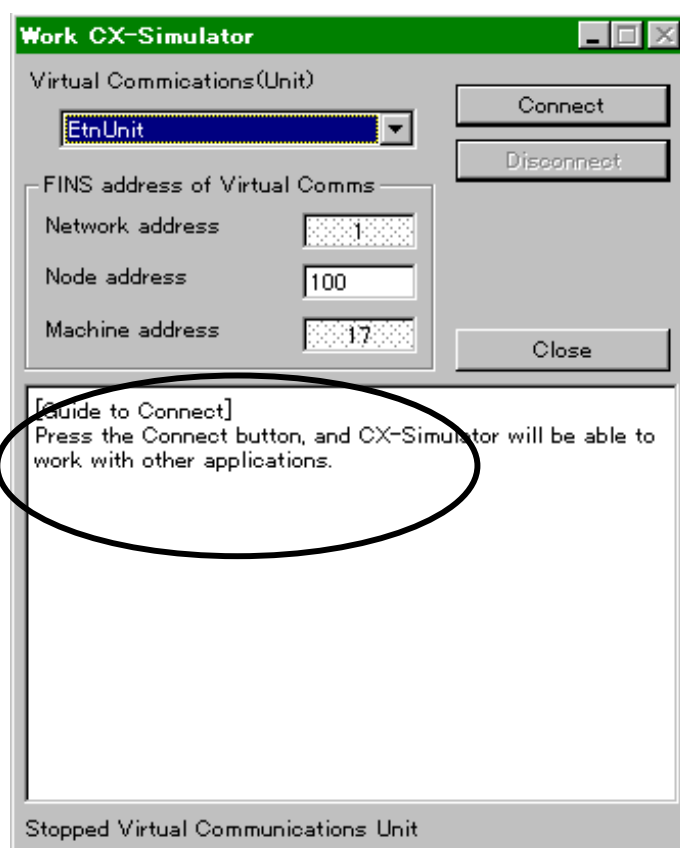 Work CX-Simulator
Virtual Commications(Unit)
EtnUnit
Connect
Disconnect
FINS address of Virtual Comms
Network address
1
Node address
100
Machine address
17
Close
[Guide to Connect]
Press the Connect button, and CX-Simulator will be able to
work with other applications.
Stopped Virtual Communications Unit